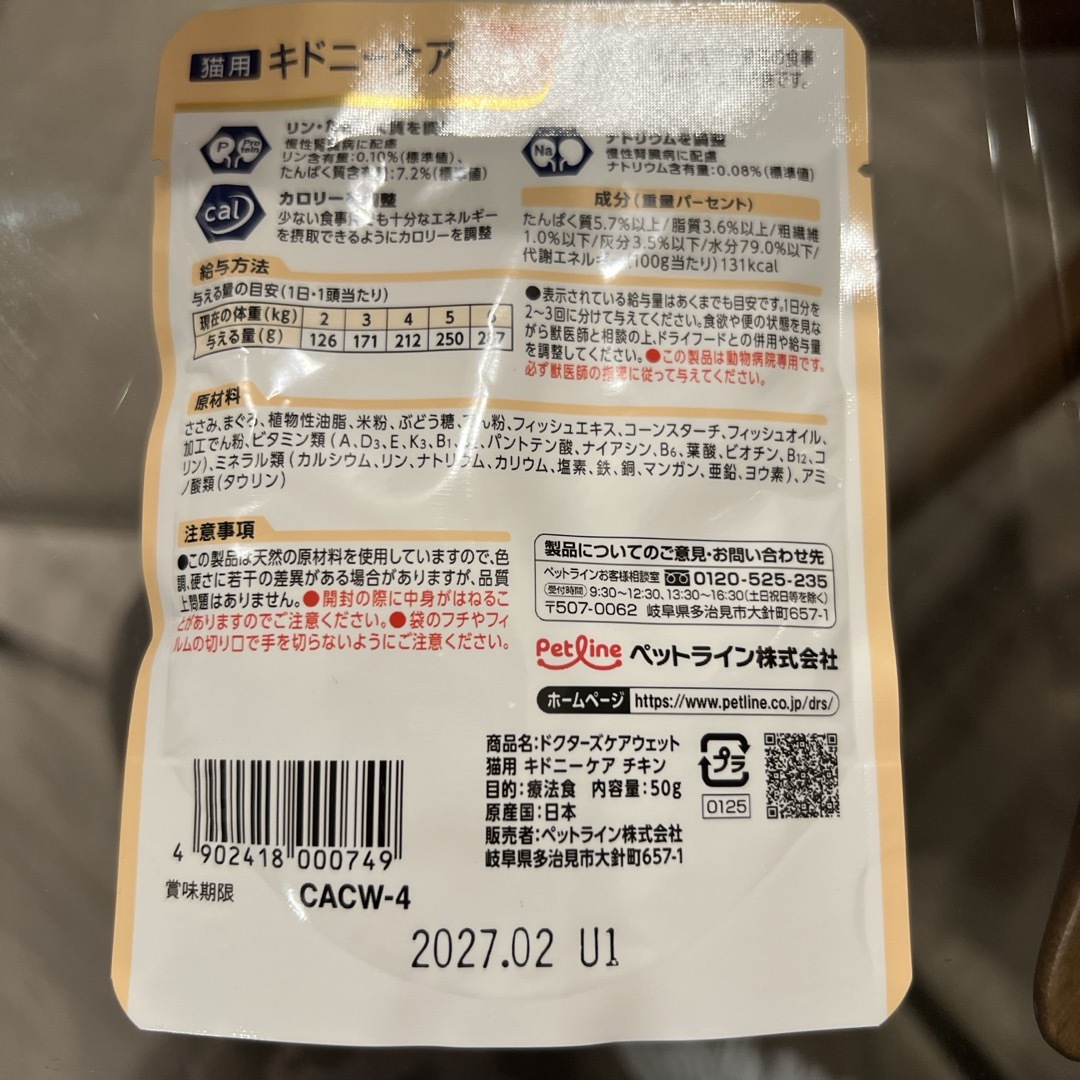 猫用 キドニーケア
の食事
です。
P Protein
リン・た
慢性腎臓病に配慮
リン含有量:0.10%(標準値)、
たんぱく質含有量:7.2%(標準値)
Na
ナトリウムを調整
慢性腎臓病に配慮
ナトリウム含有量:0.08%(標準値)
cal
カロリーを調整
少ない食事量でも十分なエネルギー
を摂取できるようにカロリーを調整
成分(重量パーセント)
たんぱく質5.7%以上/脂質3.6%以上/粗繊維
1.0%以下/灰分3.5%以下/水分79.0%以下/
代謝エネルギー(100g当たり)131kcal
給与方法
与える量の目安(1日・1頭当たり)
現在の体重(kg) 2 3 4 5
与える量(g) 126 171 212 250
●表示されている給与量はあくまでも目安です。1日分を
2~3回に分けて与えてください。食欲や便の状態を見な
がら獣医師と相談の上、ドライフードとの併用や給与量
を調整してください。●この製品は動物病院専用です。
必ず獣医師の指導に従って与えてください。
原材料
ささみ、まぐろ、植物性油脂、米粉、ぶどう糖、でん粉、フィッシュエキス、コーンスターチ、フィッシュオイル、
加工でん粉、ビタミン類(A、D3、E、K3、B1、パントテン酸、ナイアシン、B6、葉酸、ビオチン、B12、コ
リン)、ミネラル類(カルシウム、リン、ナトリウム、カリウム、塩素、鉄、銅、マンガン、亜鉛、ヨウ素)、アミ
ノ酸類(タウリン)
注意事項
●この製品は天然の原材料を使用していますので、色
調、硬さに若干の差異がある場合がありますが、品質
上問題はありません。●開封の際に中身がはねるこ
とがありますのでご注意ください。●袋のフチやフィ
ルムの切り口で手を切らないようにご注意ください。
製品についてのご意見・お問い合わせ先
ペットラインお客様相談室 0120-525-235
受付時間 9:30~12:30、13:30~16:30(土日祝日等を除く)
〒507-0062 岐阜県多治見市大針町657-1
Petline ペットライン株式会社
ホームページ https://www.petline.co.jp/drs/
商品名:ドクターズケアウェット
猫用 キドニーケア チキン
目的:療法食 内容量:50g
原産国:日本
販売者:ペットライン株式会社
岐阜県多治見市大針町657-1
プラ
0125
4 902418 000749
賞味期限 CACW-4
2027.02 U1